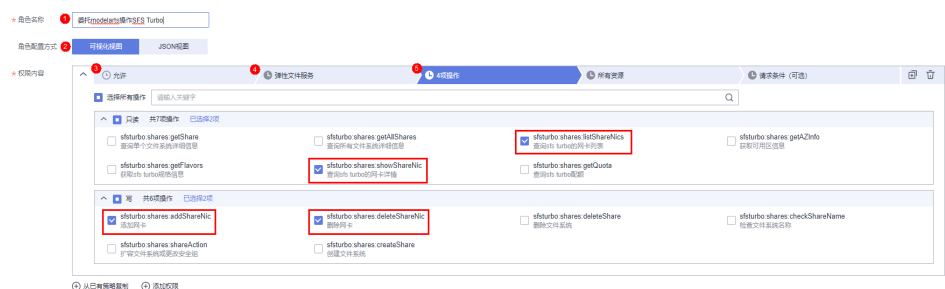 * 角色名称 1 委托modelarts操作SFS Turbo
角色配置方式 2 可视化视图 JSON视图
* 权限内容 3 允许 4 弹性文件服务 5 4项操作 所有资源 请求条件（可选）
选择所有操作 请输入关键字
只读 共7项操作 已选择2项
sfsturbo:shares:getShare sfsturbo:shares:getAllShares sfsturbo:shares:listShareNics sfsturbo:shares:getAZInfo
查询单个文件系统详细信息 查询所有文件系统详细信息 查询sfs turbo的网卡列表 获取可用区信息
sfsturbo:shares:getFlavors sfsturbo:shares:showShareNic sfsturbo:shares:getQuota
获取sfs turbo规格信息 查询sfs turbo的网卡详情 查询sfs turbo配额
写 共6项操作 已选择2项
sfsturbo:shares:addShareNic sfsturbo:shares:deleteShareNic sfsturbo:shares:deleteShare sfsturbo:shares:checkShareName
添加网卡 删除网卡 删除文件系统 检查文件系统名称
sfsturbo:shares:shareAction sfsturbo:shares:createShare
扩容文件系统或更改安全组 创建文件系统
从已有策略复制 添加权限